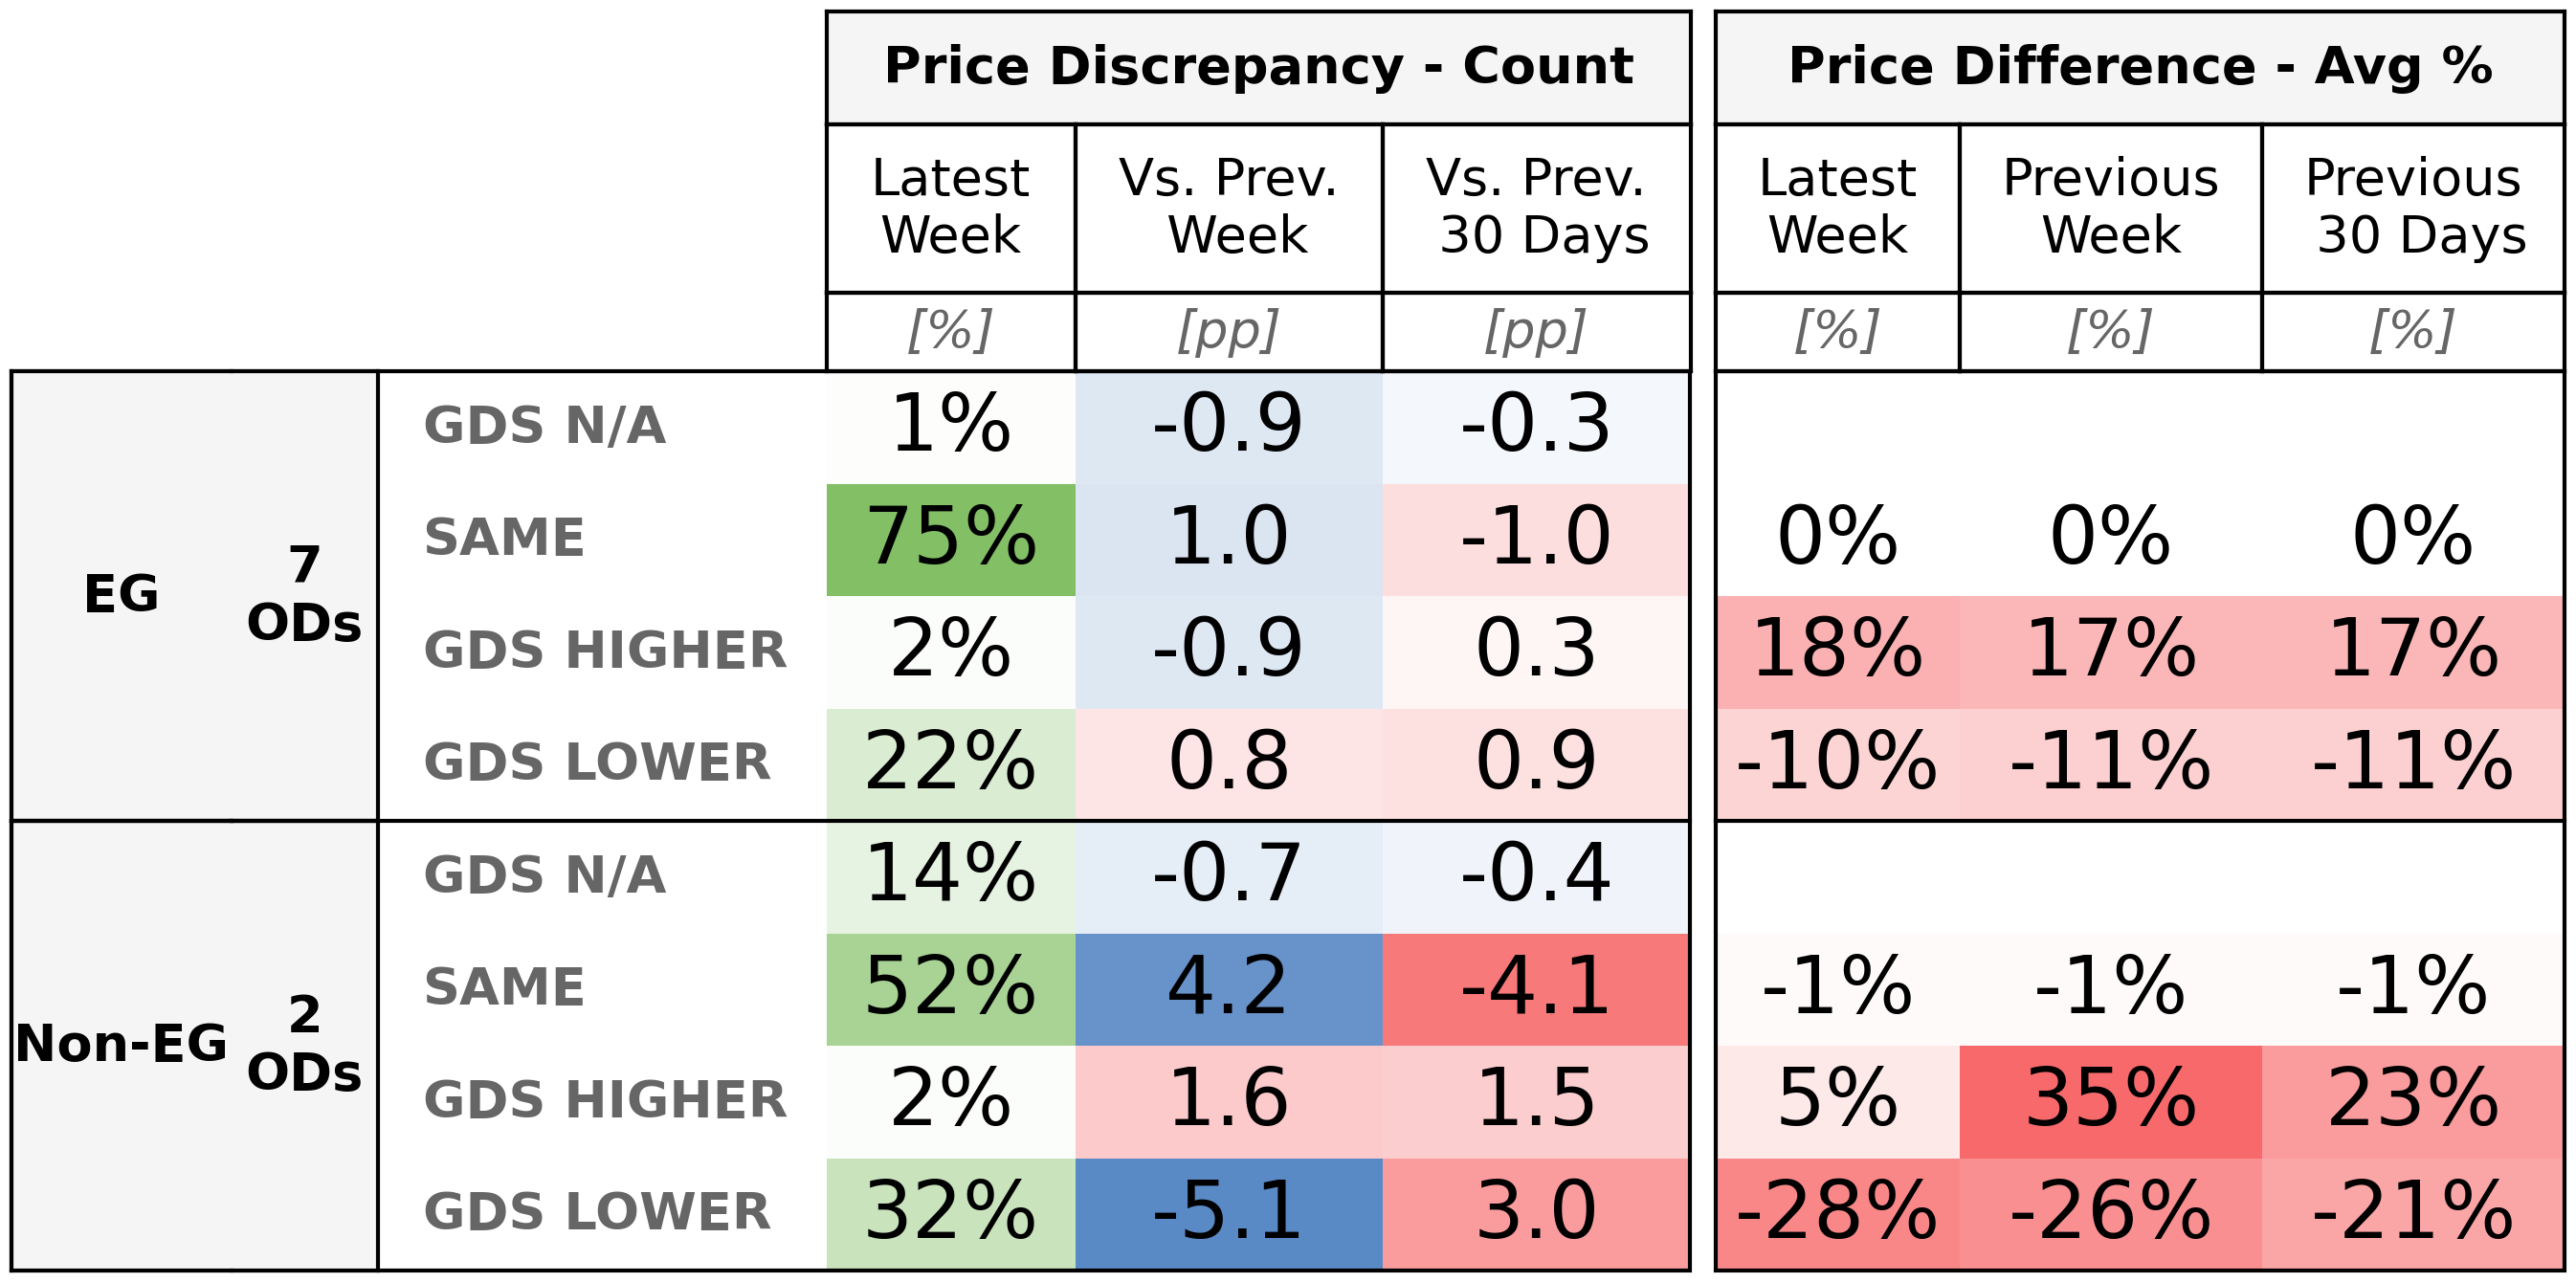 Price Discrepancy - Count Price Difference - Avg %
Latest Week Vs. Prev. Week Vs. Prev. 30 Days Latest Week Previous Week Previous 30 Days
[%] [pp] [pp] [%] [%] [%]
EG 7 ODs
GDS N/A 1% -0.9 -0.3
SAME 75% 1.0 -1.0 0% 0% 0%
GDS HIGHER 2% -0.9 0.3 18% 17% 17%
GDS LOWER 22% 0.8 0.9 -10% -11% -11%
Non-EG 2 ODs
GDS N/A 14% -0.7 -0.4
SAME 52% 4.2 -4.1 -1% -1% -1%
GDS HIGHER 2% 1.6 1.5 5% 35% 23%
GDS LOWER 32% -5.1 3.0 -28% -26% -21%